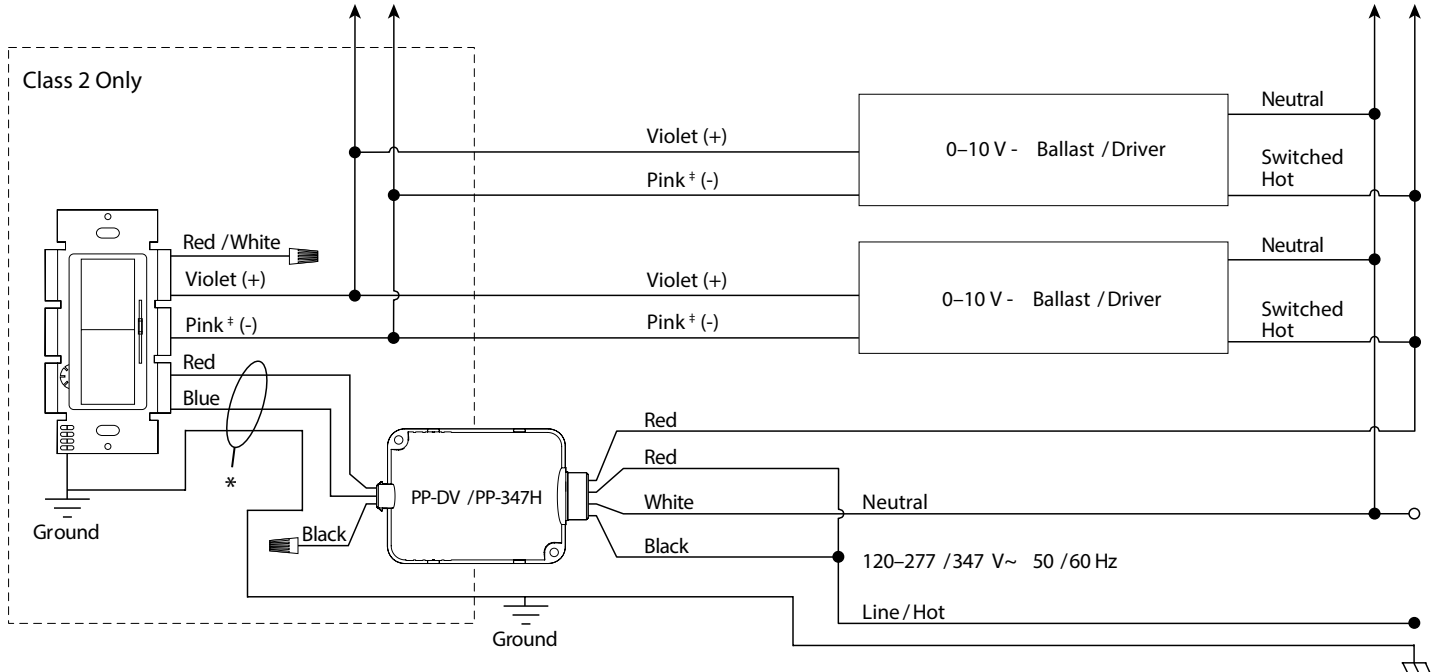 Class 2 Only
Neutral
Violet (+)
0–10 V - Ballast / Driver
Switched
Hot
Pink ‡ (-)
Red / White
Neutral
Violet (+)
Violet (+)
0–10 V - Ballast / Driver
Switched
Hot
Pink ‡ (-)
Pink ‡ (-)
Red
Blue
Red
Red
*
PP-DV / PP-347H
White
Neutral
Ground
Black
Black
120–277 / 347 V~ 50 / 60 Hz
Line / Hot
Ground